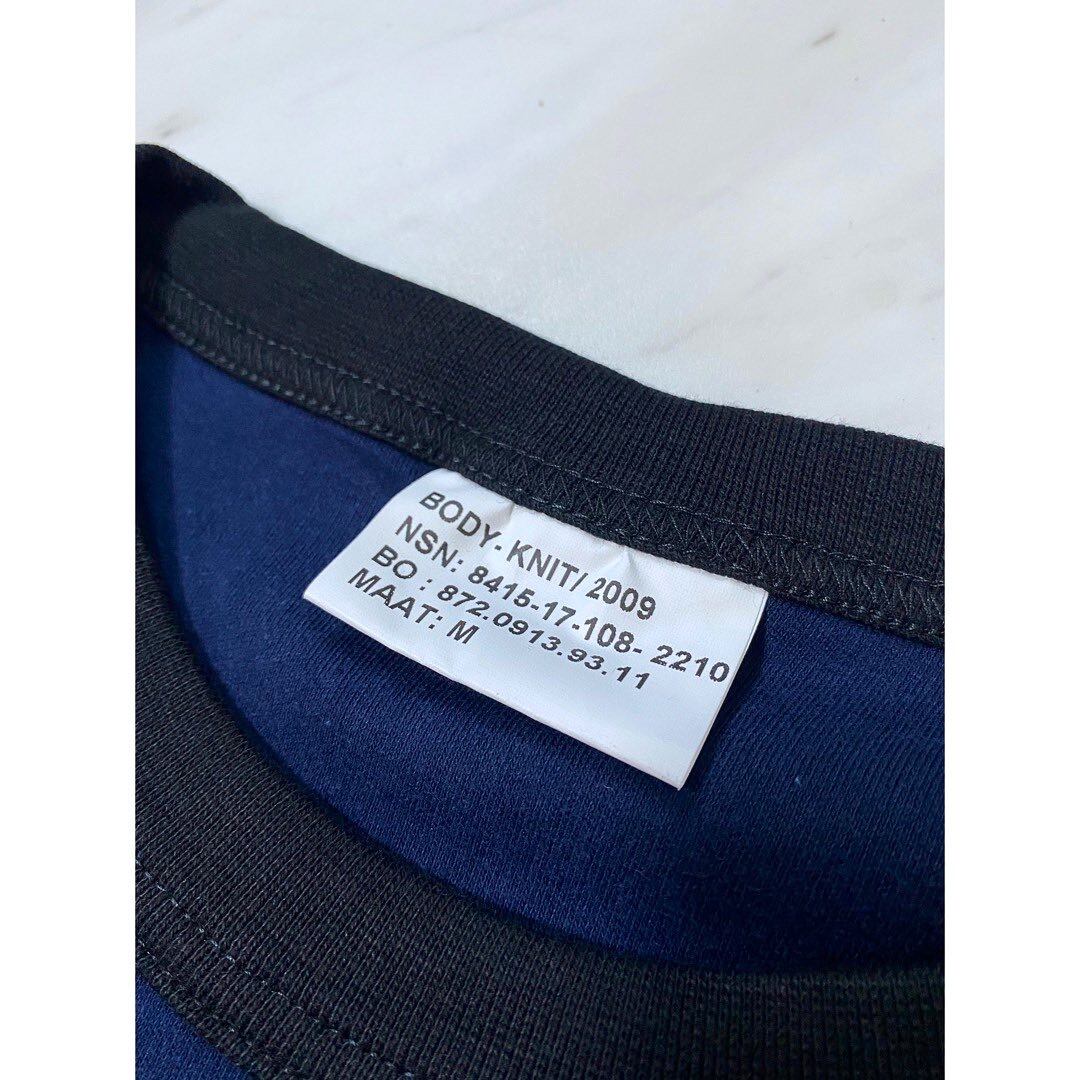 BODY-KNIT/2009
NSN: 8415-17-108-2210
BO : 872.0913.93.11
MAAT: M